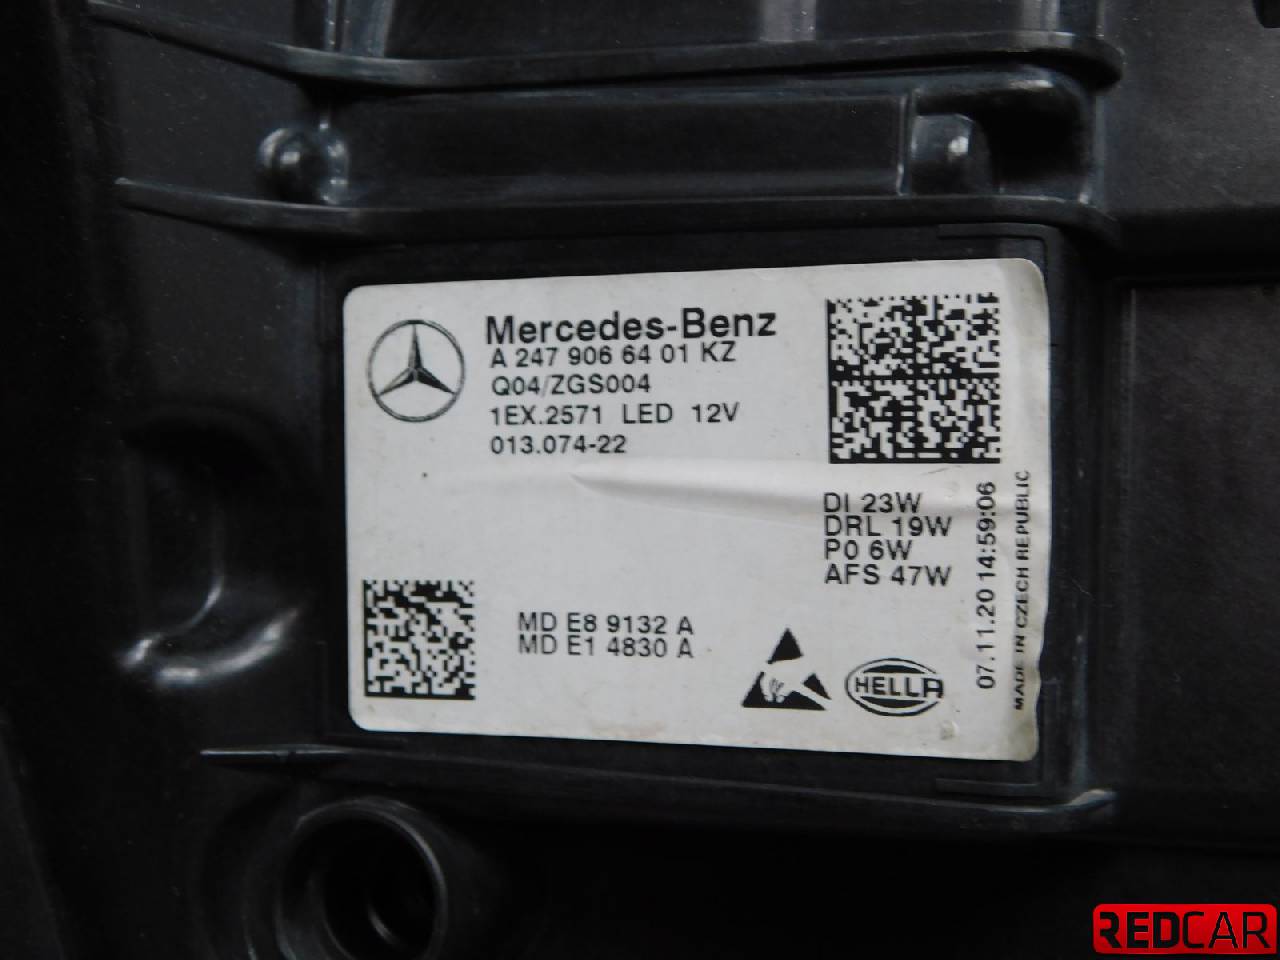 Mercedes-Benz
A 247 906 64 01 KZ
Q04/ZGS004
1EX.2571 LED 12V
013.074-22
DI 23W
DRL 19W
P0 6W
AFS 47W
MD E8 9132 A
MD E1 4830 A
HELLA
07.11.20 14:59:06
MADE IN CZECH REPUBLIC
REDCAR